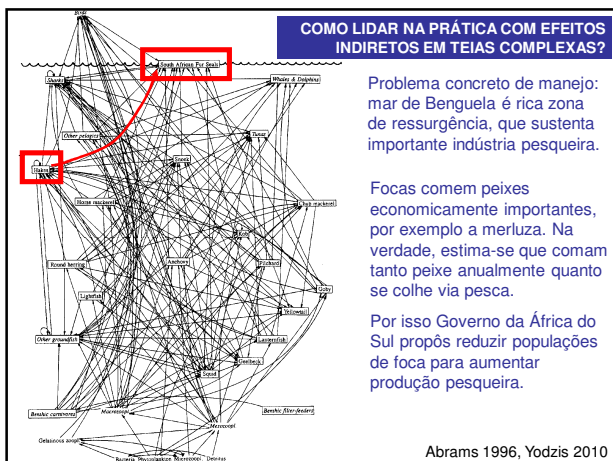 COMO LIDAR NA PRÁTICA COM EFEITOS
INDIRETOS EM TEIAS COMPLEXAS?
Problema concreto de manejo:
mar de Benguela é rica zona
de ressurgência, que sustenta
importante indústria pesqueira.
Focas comem peixes
economicamente importantes,
por exemplo a merluza. Na
verdade, estima-se que comam
tanto peixe anualmente quanto
se colhe via pesca.
Por isso Governo da África do
Sul propôs reduzir populações
de foca para aumentar
produção pesqueira.
Abrams 1996, Yodzis 2010
Birds
South African Fur Seals
Sharks
Whales & Dolphins
Other pelagics
Tunas
Snoek
Hakes
Horse mackerel
Chub mackerel
Kob
Round herring
Anchovy
Pilchard
Goby
Lightfish
Yellowtail
Other groundfish
Lanternfish
Geelbeck
Squid
Benthic carnivores
Macrozoopl.
Benthic filter-feeders
Mesozoopl.
Gelatinous zoopl.
Bacteria Phytoplankton Microzoopl. Detritus